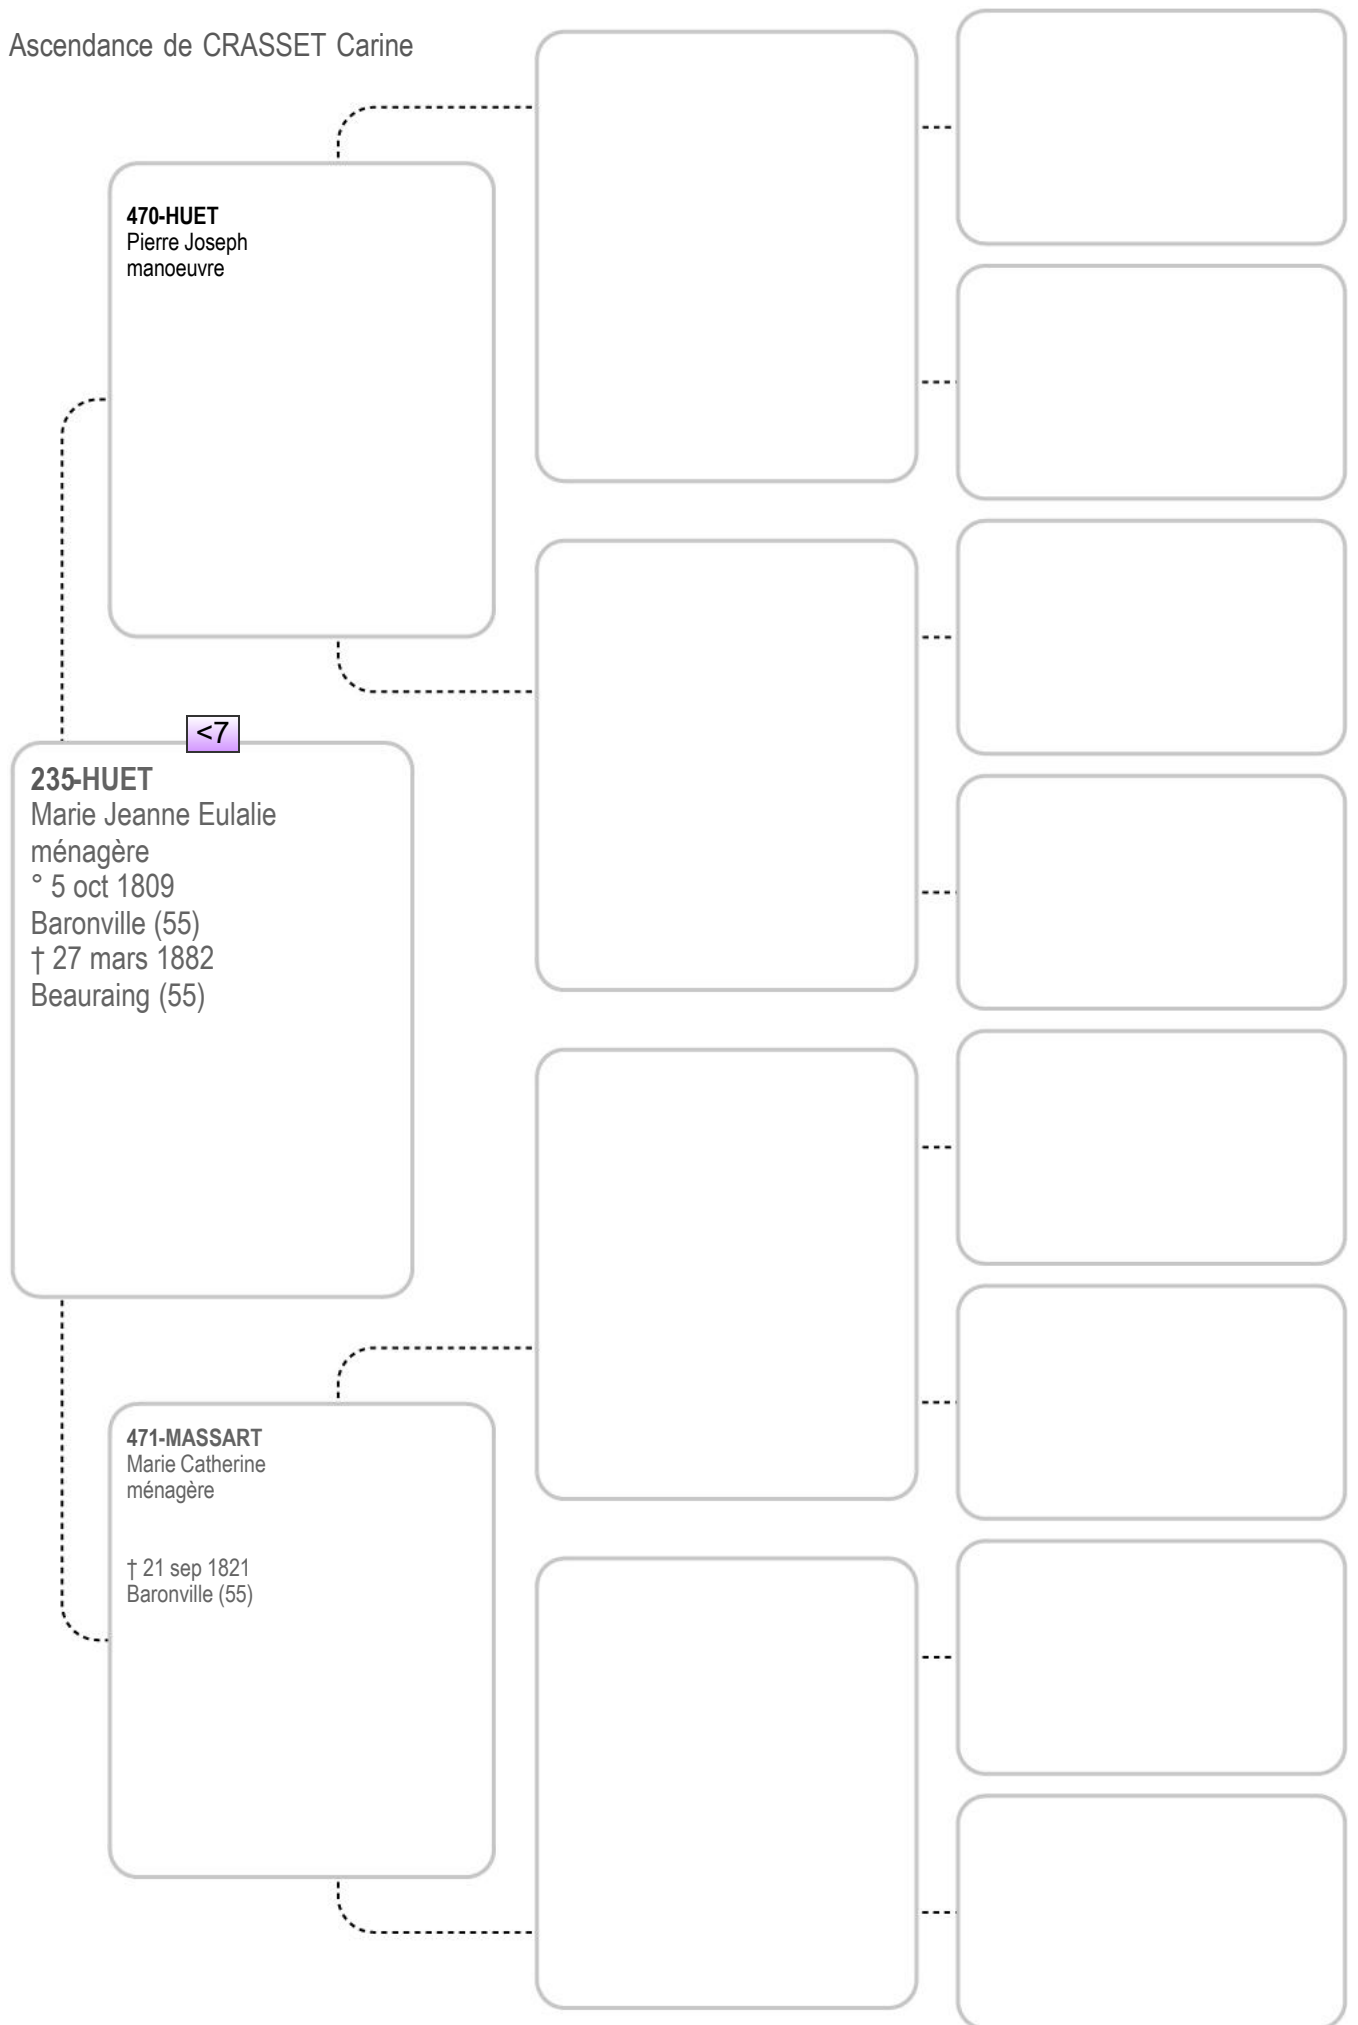 Ascendance de CRASSET Carine
470-HUET
Pierre Joseph
manoeuvre
<7
235-HUET
Marie Jeanne Eulalie
ménagère
° 5 oct 1809
Baronville (55)
† 27 mars 1882
Beauraing (55)
471-MASSART
Marie Catherine
ménagère
† 21 sep 1821
Baronville (55)